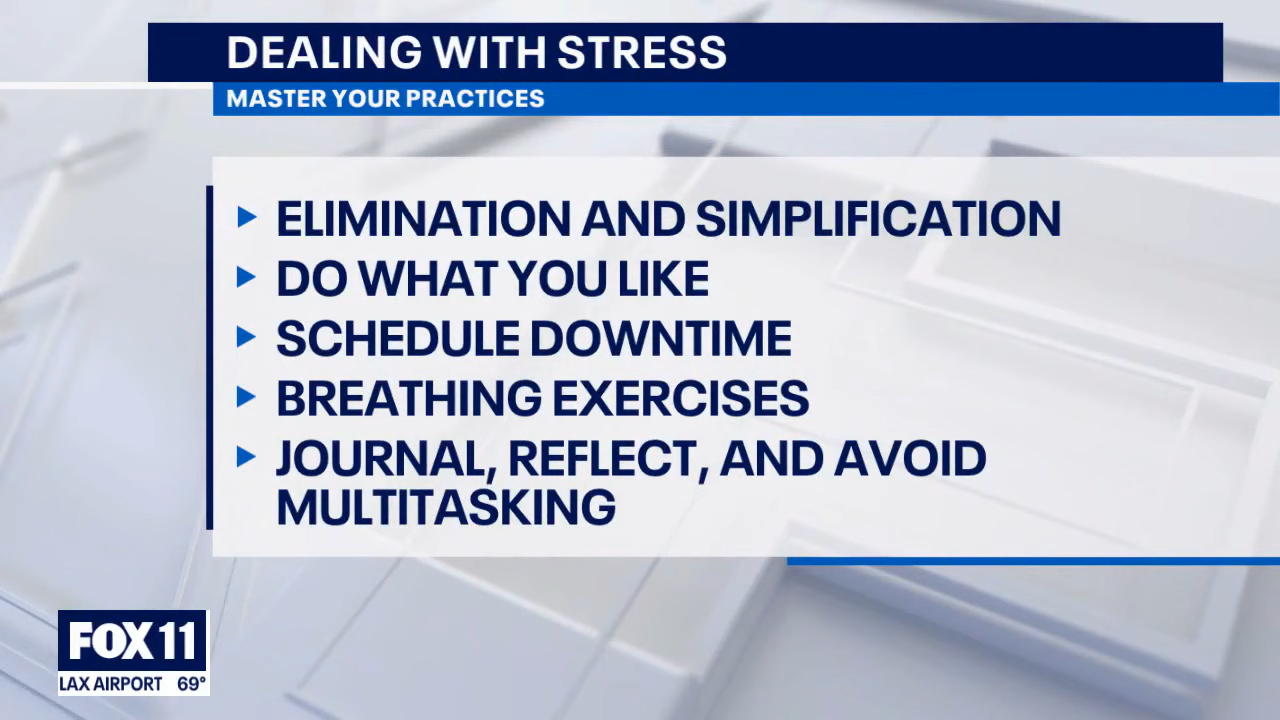 DEALING WITH STRESS
MASTER YOUR PRACTICES
ELIMINATION AND SIMPLIFICATION
DO WHAT YOU LIKE
SCHEDULE DOWNTIME
BREATHING EXERCISES
JOURNAL, REFLECT, AND AVOID
MULTITASKING
FOX 11
LAX AIRPORT 69°